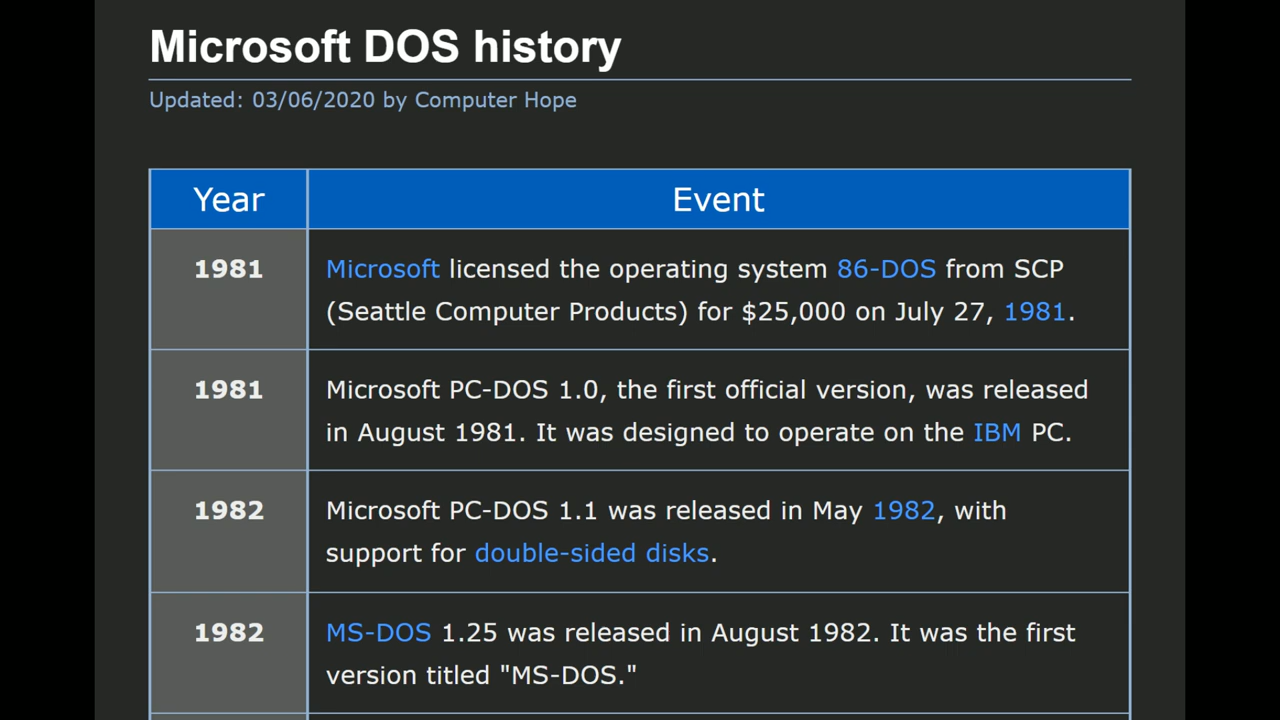 Microsoft DOS history
Updated: 03/06/2020 by Computer Hope
Year Event
1981 Microsoft licensed the operating system 86-DOS from SCP
(Seattle Computer Products) for $25,000 on July 27, 1981.
1981 Microsoft PC-DOS 1.0, the first official version, was released
in August 1981. It was designed to operate on the IBM PC.
1982 Microsoft PC-DOS 1.1 was released in May 1982, with
support for double-sided disks.
1982 MS-DOS 1.25 was released in August 1982. It was the first
version titled "MS-DOS."